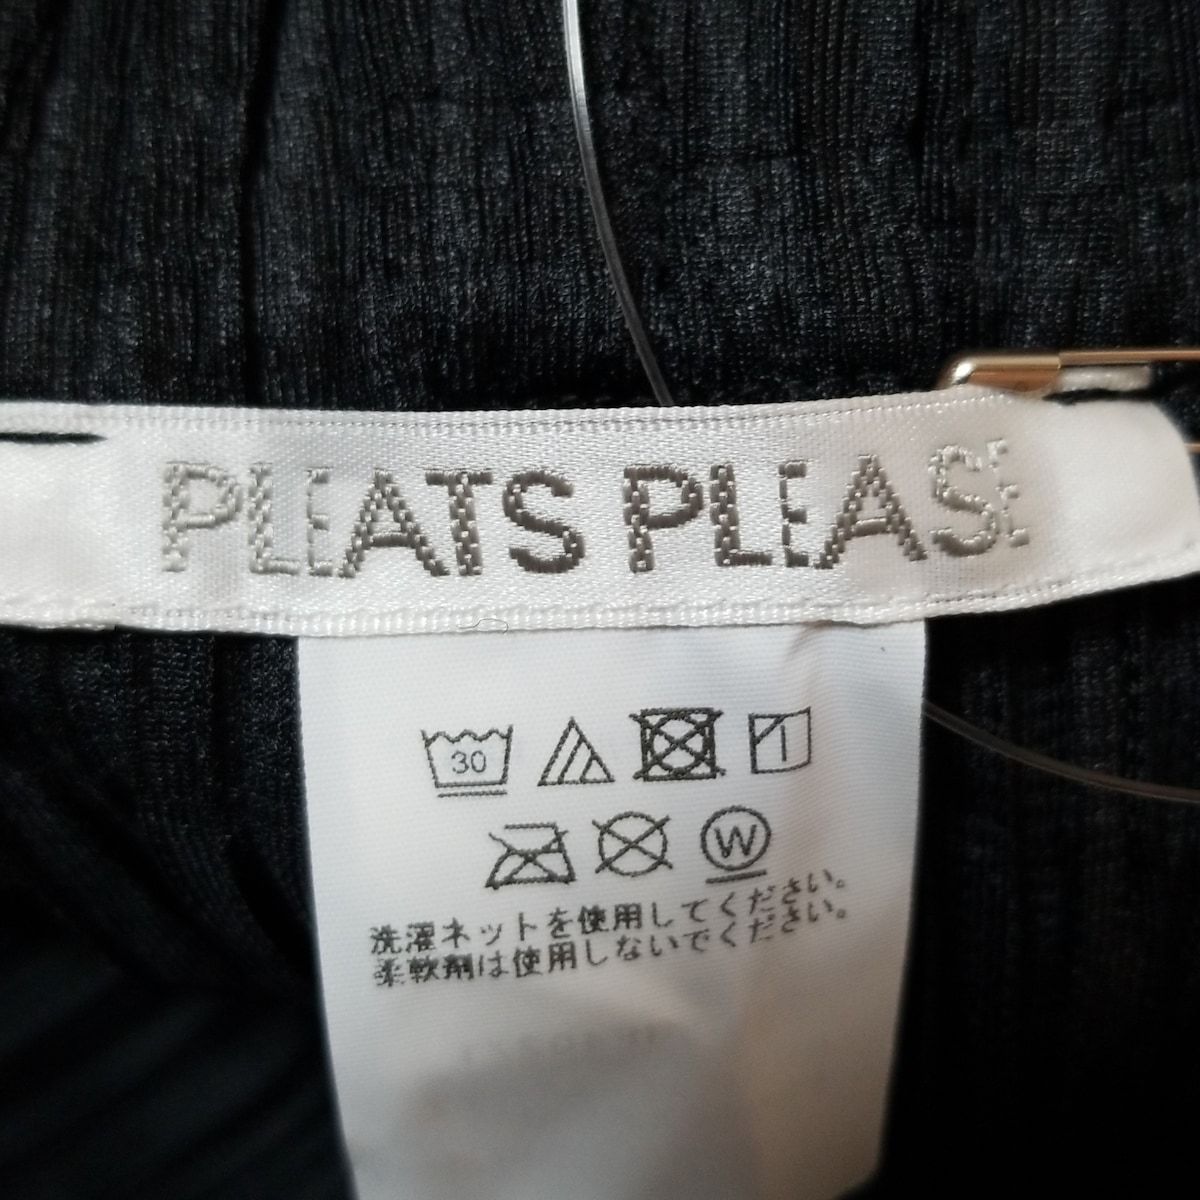 PLEATS PLEASE
30
W
洗濯ネットを使用してください。
柔軟剤は使用しないでください。